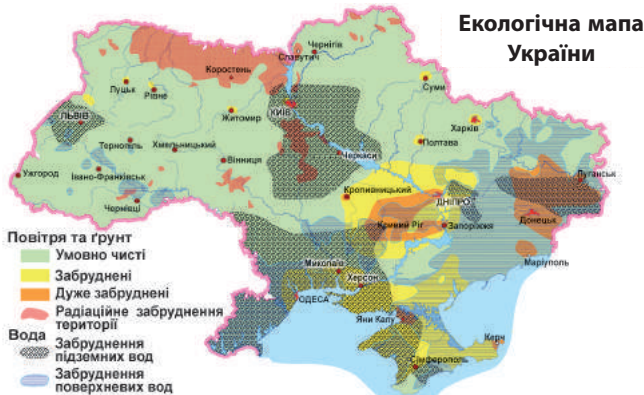 Екологічна мапа
України
Чернігів
Славутич
Коростень
Луцьк
Рівне
Суми
КИЇВ
ЛЬВІВ
Житомир
Харків
Полтава
Тернопіль
Хмельницький
Черкаси
Луганськ
Вінниця
Ужгород
Івано-Франківськ
Кропивницький
ДНІПРО
Чернівці
Кривий Ріг
Запоріжжя
Донецьк
Маріуполь
Миколаїв
Херсон
ОДЕСА
Яни Капу
Керч
Сімферополь
Повітря та ґрунт
Умовно чисті
Забруднені
Дуже забруднені
Радіаційне забруднення
території
Вода
Забруднення
підземних вод
Забруднення
поверхневих вод